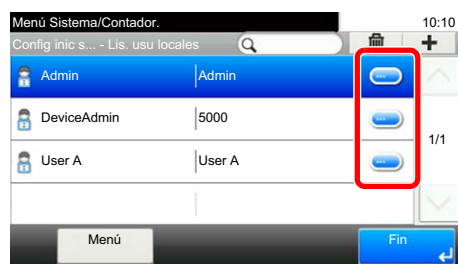 Menú Sistema/Contador.
10:10
Config inic s... - Lis. usu locales
Admin
Admin
DeviceAdmin
5000
1/1
User A
User A
Menú
Fin